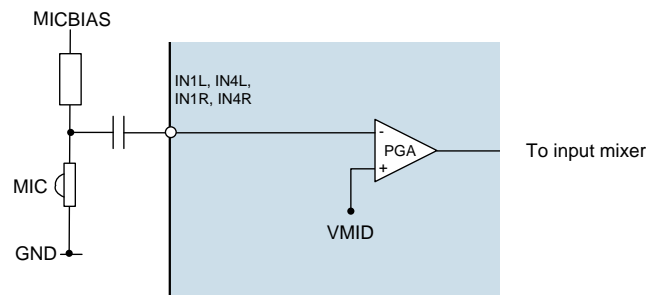 MICBIAS
IN1L, IN4L,
IN1R, IN4R
-
PGA
+
To input mixer
MIC
VMID
GND